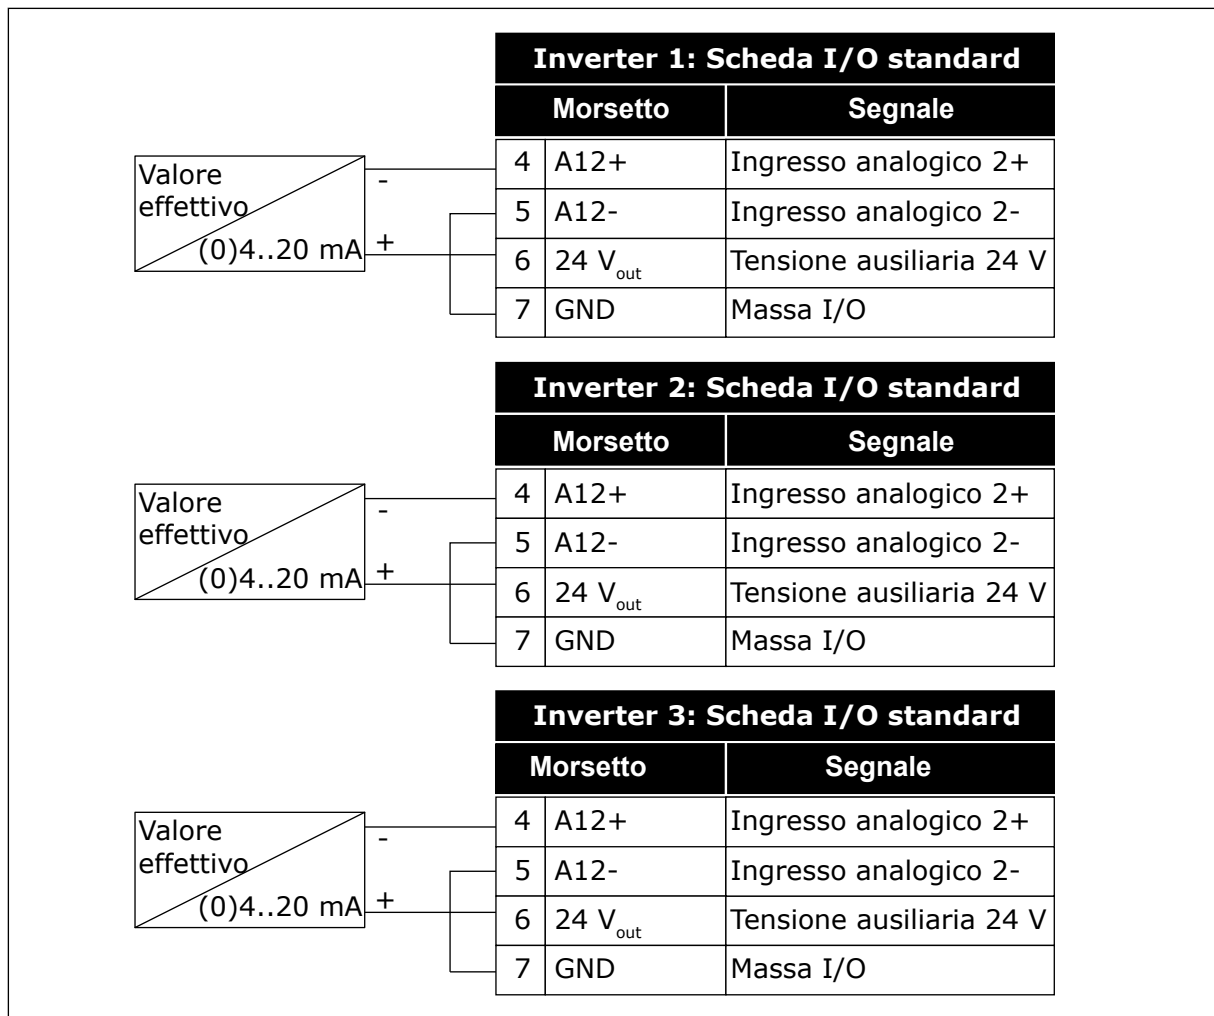 Inverter 1: Scheda I/O standard
Morsetto Segnale
Valore
effettivo
(0)4..20 mA
-
+
4 A12+ Ingresso analogico 2+
5 A12- Ingresso analogico 2-
6 24 Vout Tensione ausiliaria 24 V
7 GND Massa I/O
Inverter 2: Scheda I/O standard
Morsetto Segnale
Valore
effettivo
(0)4..20 mA
-
+
4 A12+ Ingresso analogico 2+
5 A12- Ingresso analogico 2-
6 24 Vout Tensione ausiliaria 24 V
7 GND Massa I/O
Inverter 3: Scheda I/O standard
Morsetto Segnale
Valore
effettivo
(0)4..20 mA
-
+
4 A12+ Ingresso analogico 2+
5 A12- Ingresso analogico 2-
6 24 Vout Tensione ausiliaria 24 V
7 GND Massa I/O